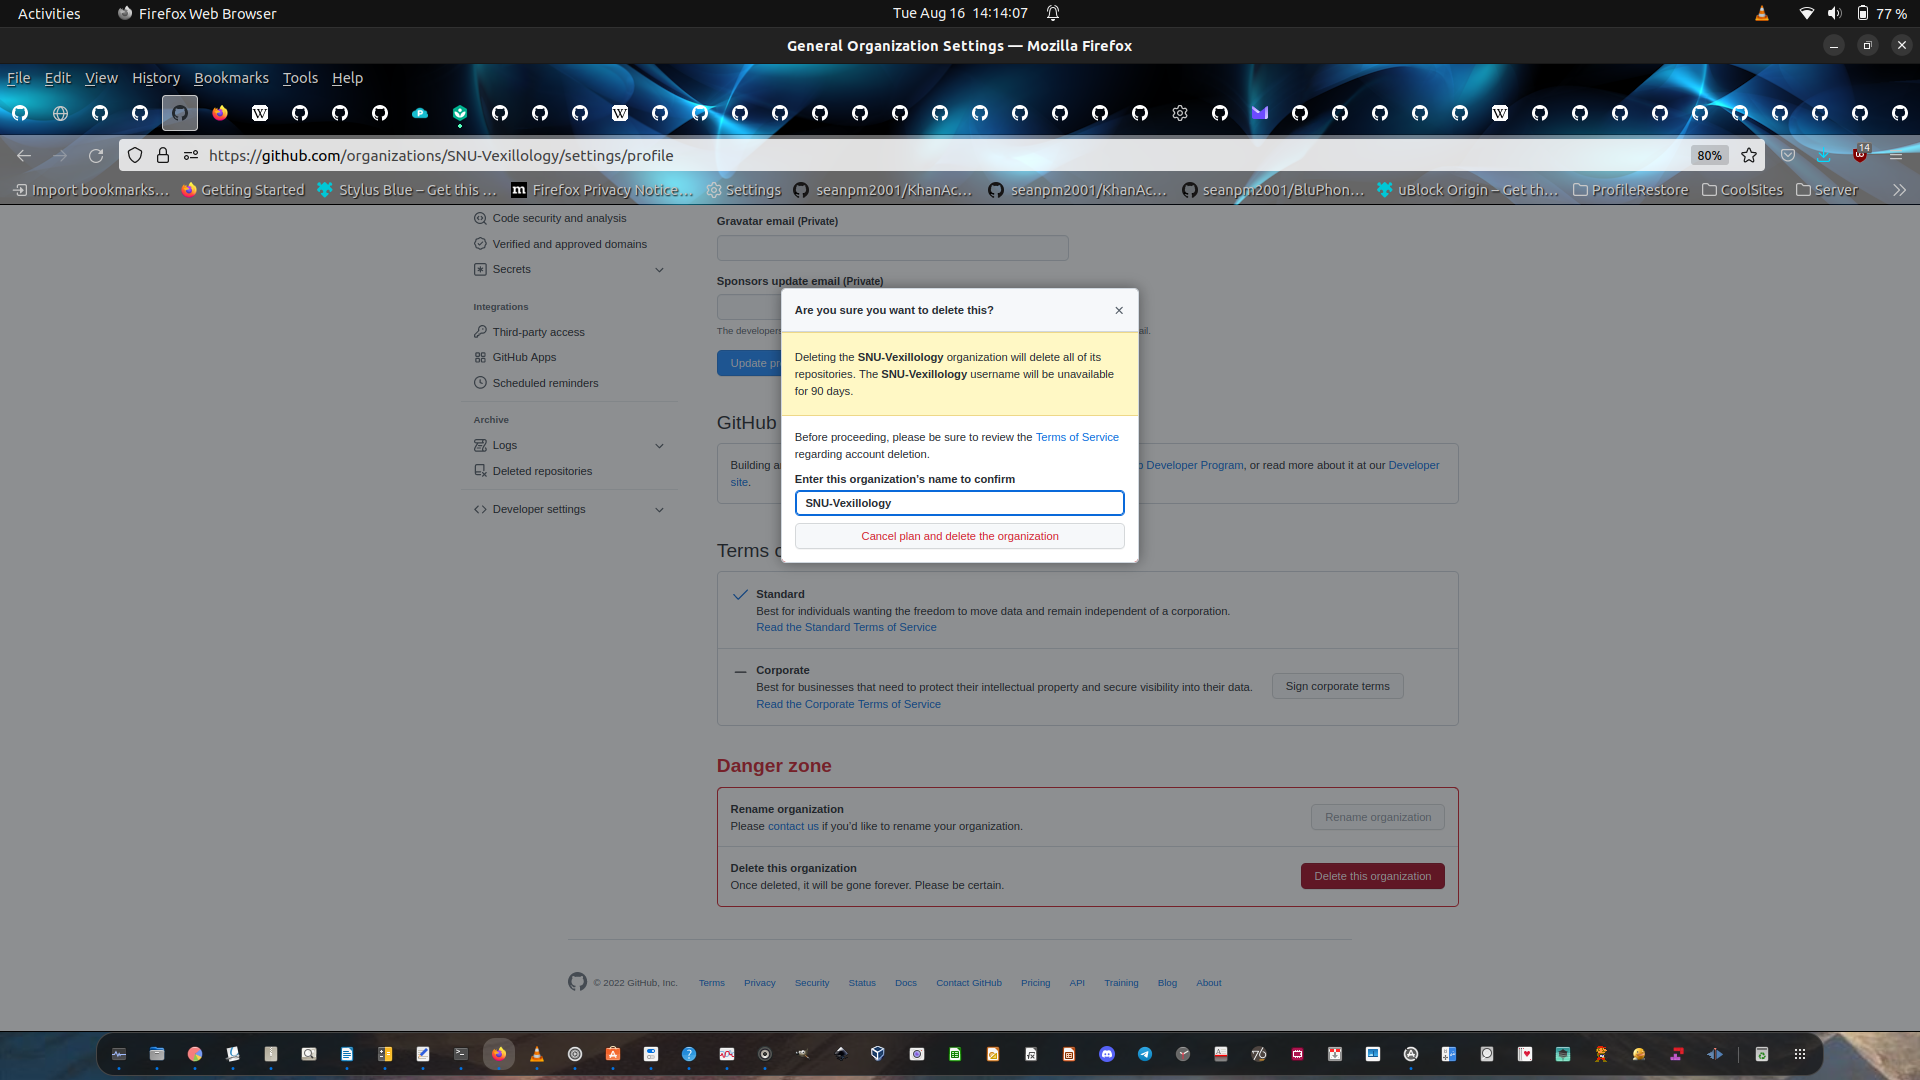 Activities
Firefox Web Browser
Tue Aug 16 14:14:07
77 %
General Organization Settings — Mozilla Firefox
File Edit View History Bookmarks Tools Help
https://github.com/organizations/SNU-Vexillology/settings/profile
80%
14
Import bookmarks…
Getting Started
Stylus Blue – Get this …
Firefox Privacy Notice…
Settings
seanpm2001/KhanAc…
seanpm2001/KhanAc…
seanpm2001/BluPhon…
uBlock Origin – Get th…
ProfileRestore
CoolSites
Server
Code security and analysis
Verified and approved domains
Secrets
Integrations
Third-party access
GitHub Apps
Scheduled reminders
Archive
Logs
Deleted repositories
Developer settings
Gravatar email (Private)
Sponsors update email (Private)
The developer
ail.
Update pr
GitHub
Building a
Developer Program, or read more about it at our Developer
site.
Are you sure you want to delete this?
Deleting the SNU-Vexillology organization will delete all of its
repositories. The SNU-Vexillology username will be unavailable
for 90 days.
Before proceeding, please be sure to review the Terms of Service
regarding account deletion.
Enter this organization's name to confirm
SNU-Vexillology
Cancel plan and delete the organization
Terms
Standard
Best for individuals wanting the freedom to move data and remain independent of a corporation.
Read the Standard Terms of Service
Corporate
Best for businesses that need to protect their intellectual property and secure visibility into their data.
Read the Corporate Terms of Service
Sign corporate terms
Danger zone
Rename organization
Please contact us if you'd like to rename your organization.
Rename organization
Delete this organization
Once deleted, it will be gone forever. Please be certain.
Delete this organization
© 2022 GitHub, Inc.
Terms
Privacy
Security
Status
Docs
Contact GitHub
Pricing
API
Training
Blog
About